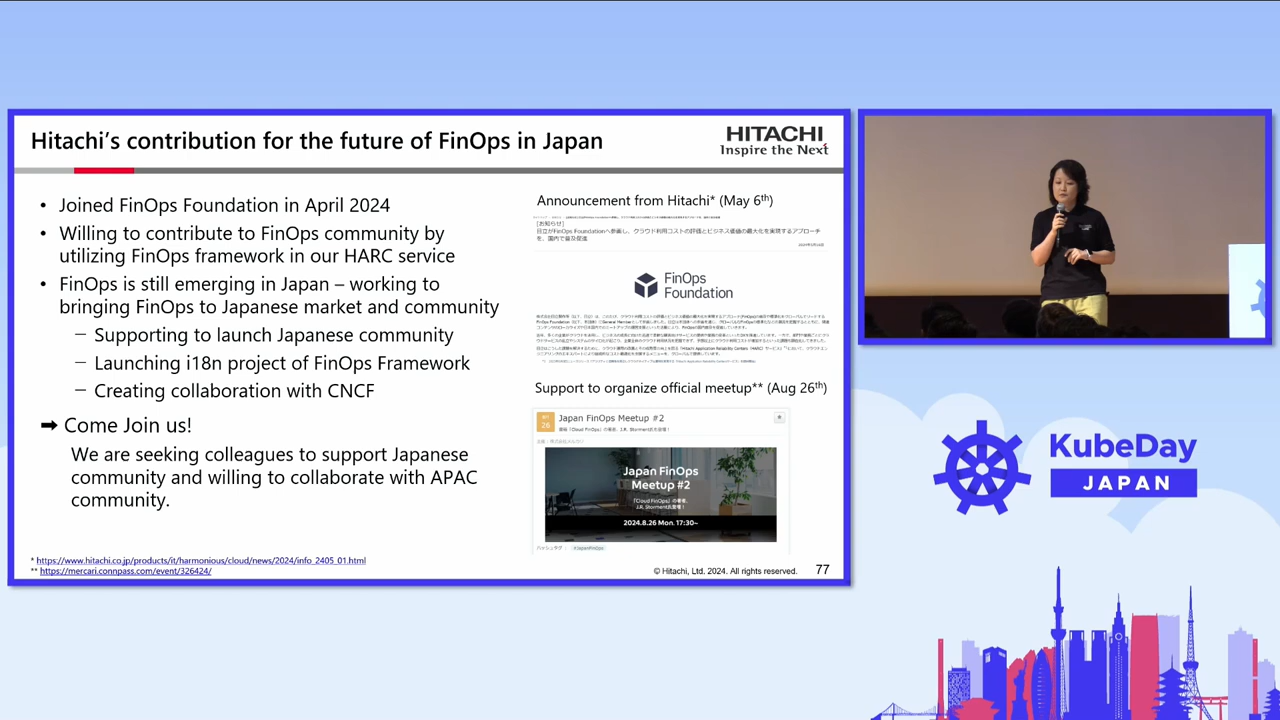 Hitachi's contribution for the future of FinOps in Japan
HITACHI
Inspire the Next
• Joined FinOps Foundation in April 2024
• Willing to contribute to FinOps community by
utilizing FinOps framework in our HARC service
• FinOps is still emerging in Japan – working to
bringing FinOps to Japanese market and community
– Supporting to launch Japanese community
– Launching i18n project of FinOps Framework
– Creating collaboration with CNCF
➡ Come Join us!
We are seeking colleagues to support Japanese
community and willing to collaborate with APAC
community.
* https://www.hitachi.co.jp/products/it/harmonious/cloud/news/2024/info_2405_01.html
** https://mercari.connpass.com/event/326424/
Announcement from Hitachi* (May 6th)
[お知らせ]
日立がFinOps Foundationへ参画し、クラウド利用コストの評価とビジネス価値の最大化を実現するアプローチ
を、国内で普及促進
FinOps
Foundation
Support to organize official meetup** (Aug 26th)
26
Japan FinOps Meetup #2
Japan FinOps
Meetup #2
『Cloud FinOps』の著者、
J.R. Storment氏登壇！
2024.8.26 Mon. 17:30~
ハッシュタグ：
#JapanFinOps
© Hitachi, Ltd. 2024. All rights reserved.
77
KubeDay
JAPAN